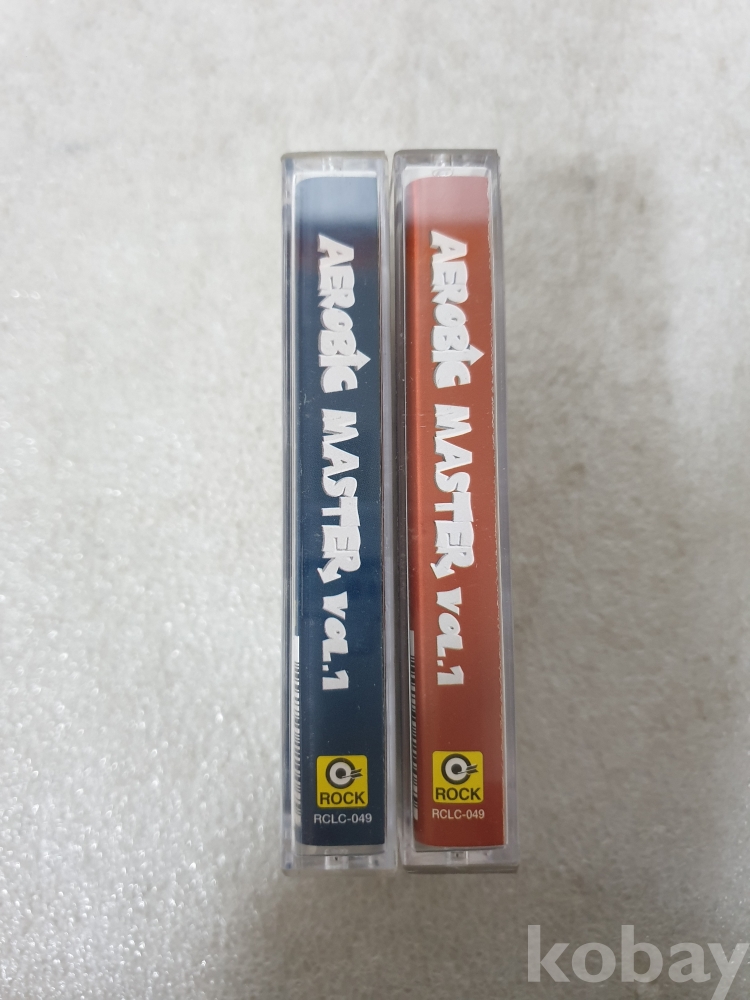 AEROBIC MASTER VOL.1
ROCK
RCLC-049
AEROBIC MASTER VOL.1
ROCK
RCLC-049
kobay